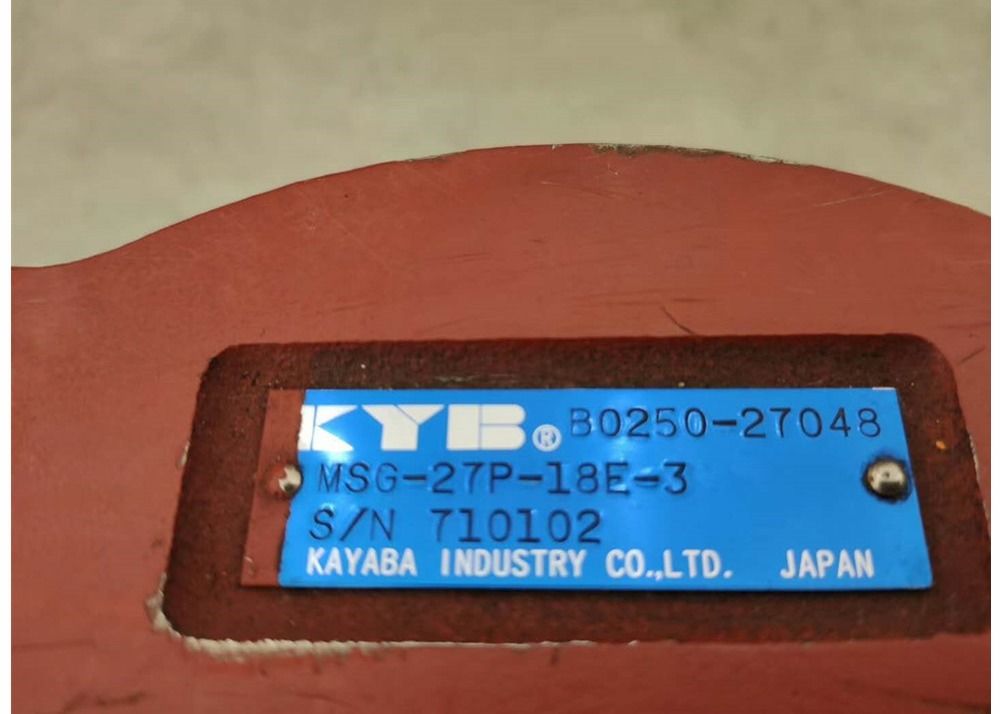 KYB® B0250-27048
MSG-27P-18E-3
S/N 710102
KAYABA INDUSTRY CO.,LTD. JAPAN